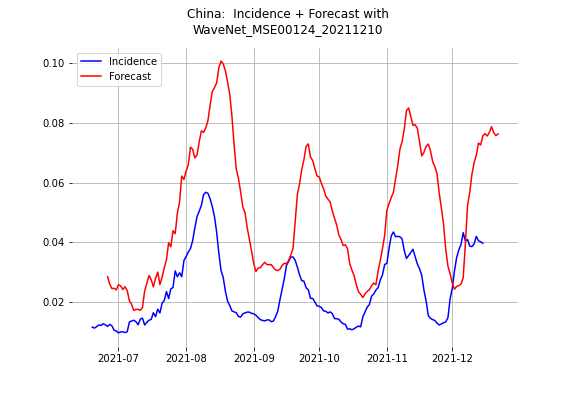 China:  Incidence + Forecast with
WaveNet_MSE00124_20211210
Incidence
Forecast
0.10
0.08
0.06
0.04
0.02
2021-07 2021-08 2021-09 2021-10 2021-11 2021-12